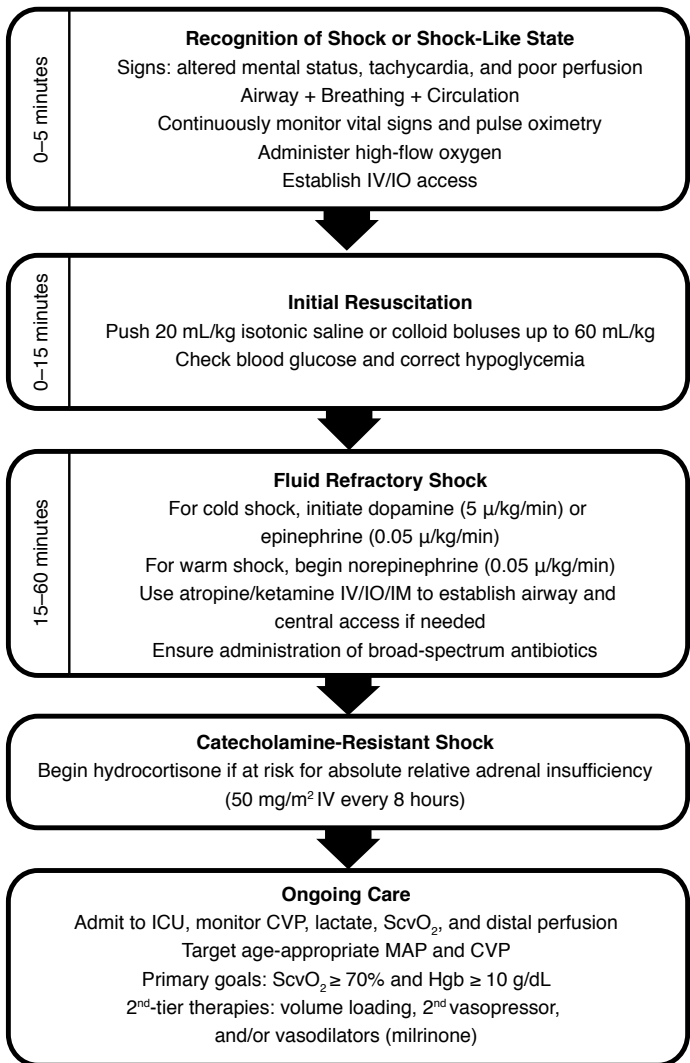 0–5 minutes
Recognition of Shock or Shock-Like State
Signs: altered mental status, tachycardia, and poor perfusion
Airway + Breathing + Circulation
Continuously monitor vital signs and pulse oximetry
Administer high-flow oxygen
Establish IV/IO access
0–15 minutes
Initial Resuscitation
Push 20 mL/kg isotonic saline or colloid boluses up to 60 mL/kg
Check blood glucose and correct hypoglycemia
15–60 minutes
Fluid Refractory Shock
For cold shock, initiate dopamine (5 μ/kg/min) or
epinephrine (0.05 μ/kg/min)
For warm shock, begin norepinephrine (0.05 μ/kg/min)
Use atropine/ketamine IV/IO/IM to establish airway and
central access if needed
Ensure administration of broad-spectrum antibiotics
Catecholamine-Resistant Shock
Begin hydrocortisone if at risk for absolute relative adrenal insufficiency
(50 mg/m² IV every 8 hours)
Ongoing Care
Admit to ICU, monitor CVP, lactate, ScvO₂, and distal perfusion
Target age-appropriate MAP and CVP
Primary goals: ScvO₂ ≥ 70% and Hgb ≥ 10 g/dL
2ⁿᵈ-tier therapies: volume loading, 2ⁿᵈ vasopressor,
and/or vasodilators (milrinone)